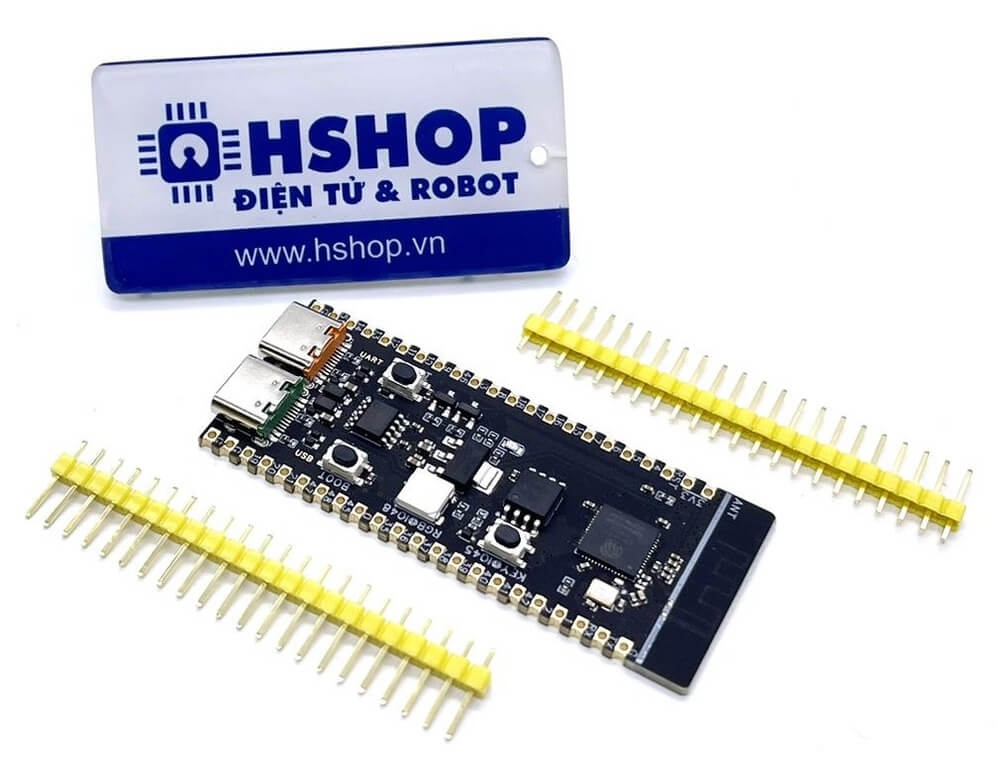 HSHOP
ĐIỆN TỬ & ROBOT
www.hshop.vn
UART
USB
BOOT
RGB@IO48
KEY@IO45
3V3
ANT